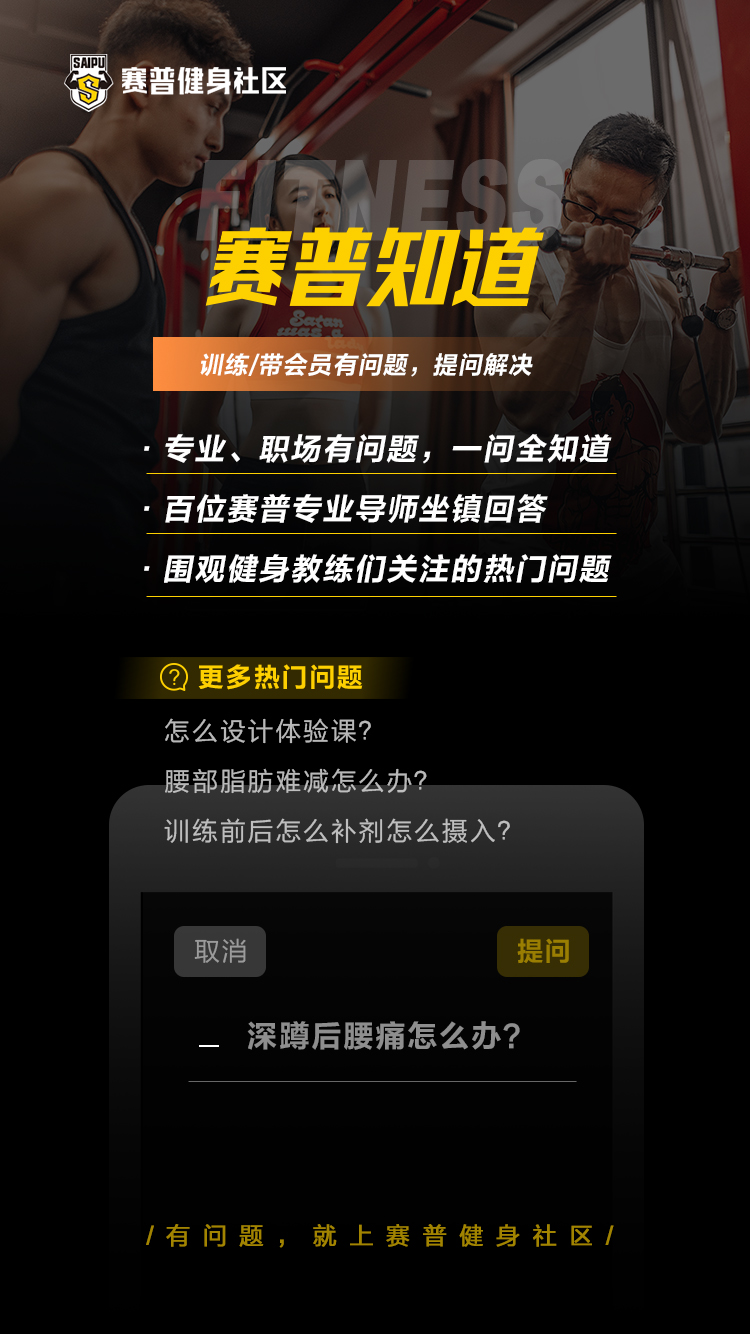 SAIPU
S
赛普健身社区
FITNESS
赛普知道
Satan
was a
训练/带会员有问题，提问解决
· 专业、职场有问题，一问全知道
· 百位赛普专业导师坐镇回答
· 围观健身教练们关注的热门问题
? 更多热门问题
怎么设计体验课?
腰部脂肪难减怎么办?
训练前后怎么补剂怎么摄入?
取消
提问
深蹲后腰痛怎么办?
/有问题，就上赛普健身社区/